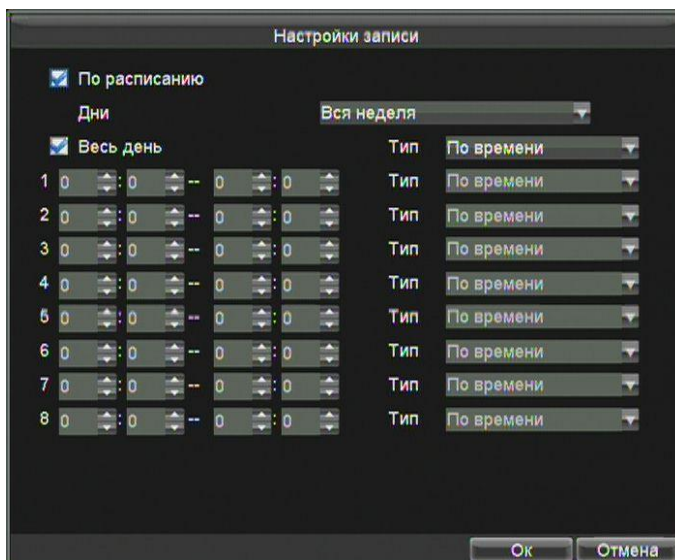 Настройки записи
По расписанию
Дни Вся неделя
Весь день Тип По времени
1 0 : 0 -- 0 : 0 Тип По времени
2 0 : 0 -- 0 : 0 Тип По времени
3 0 : 0 -- 0 : 0 Тип По времени
4 0 : 0 -- 0 : 0 Тип По времени
5 0 : 0 -- 0 : 0 Тип По времени
6 0 : 0 -- 0 : 0 Тип По времени
7 0 : 0 -- 0 : 0 Тип По времени
8 0 : 0 -- 0 : 0 Тип По времени
Ок Отмена